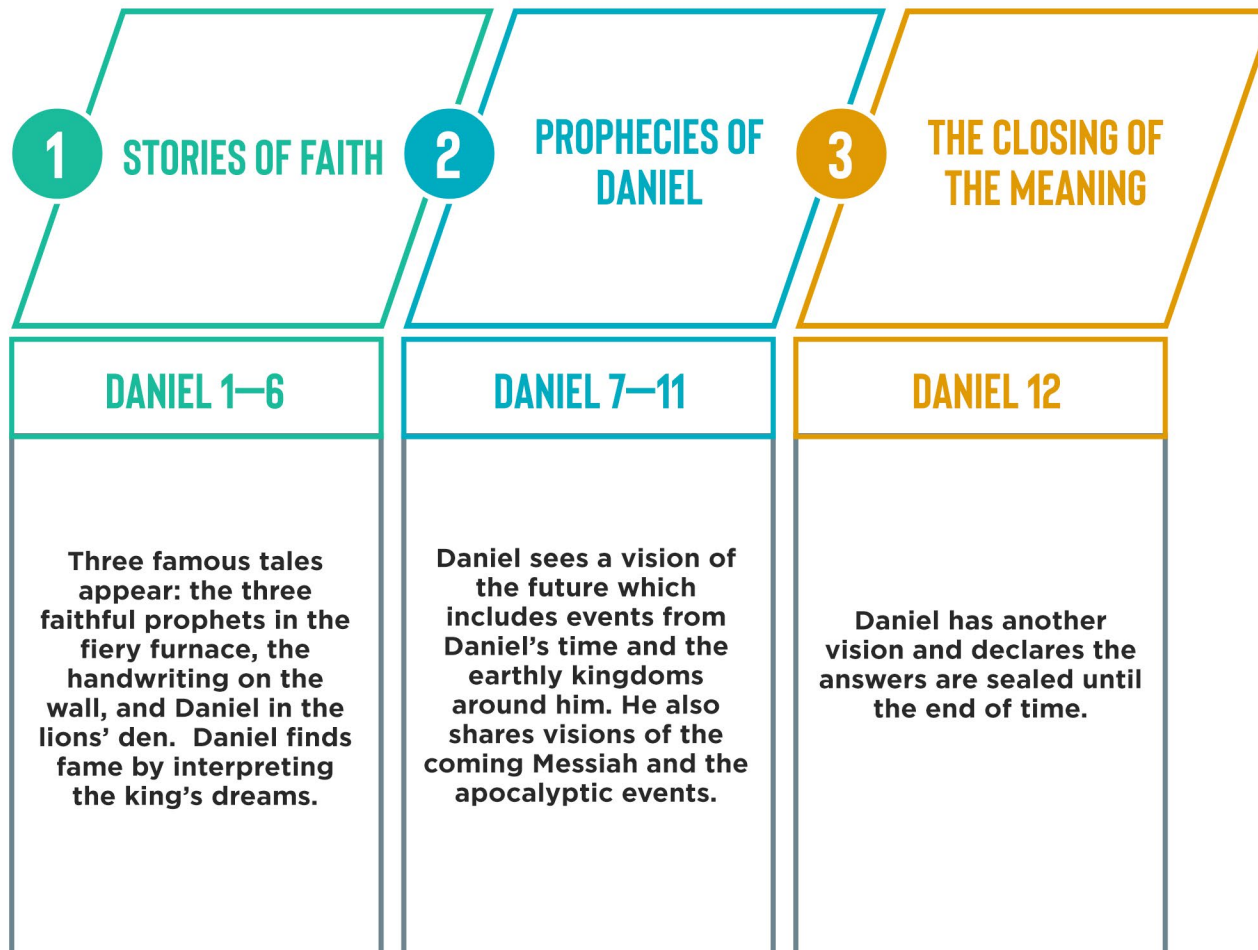 1
STORIES OF FAITH
2
PROPHECIES OF
DANIEL
3
THE CLOSING OF
THE MEANING
DANIEL 1—6
DANIEL 7—11
DANIEL 12
Three famous tales
appear: the three
faithful prophets in the
fiery furnace, the
handwriting on the
wall, and Daniel in the
lions’ den.  Daniel finds
fame by interpreting
the king’s dreams.
Daniel sees a vision of
the future which
includes events from
Daniel’s time and the
earthly kingdoms
around him. He also
shares visions of the
coming Messiah and the
apocalyptic events.
Daniel has another
vision and declares the
answers are sealed until
the end of time.